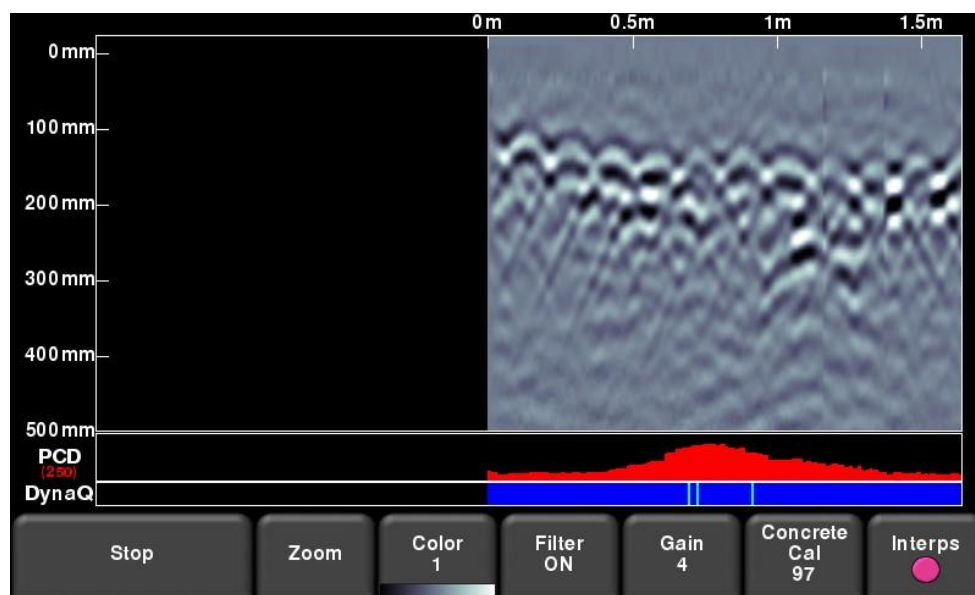 0m 0.5m 1m 1.5m
0mm
100mm
200mm
300mm
400mm
500mm
PCD
(250)
DynaQ
Stop
Zoom
Color
1
Filter
ON
Gain
4
Concrete
Cal
97
Interps